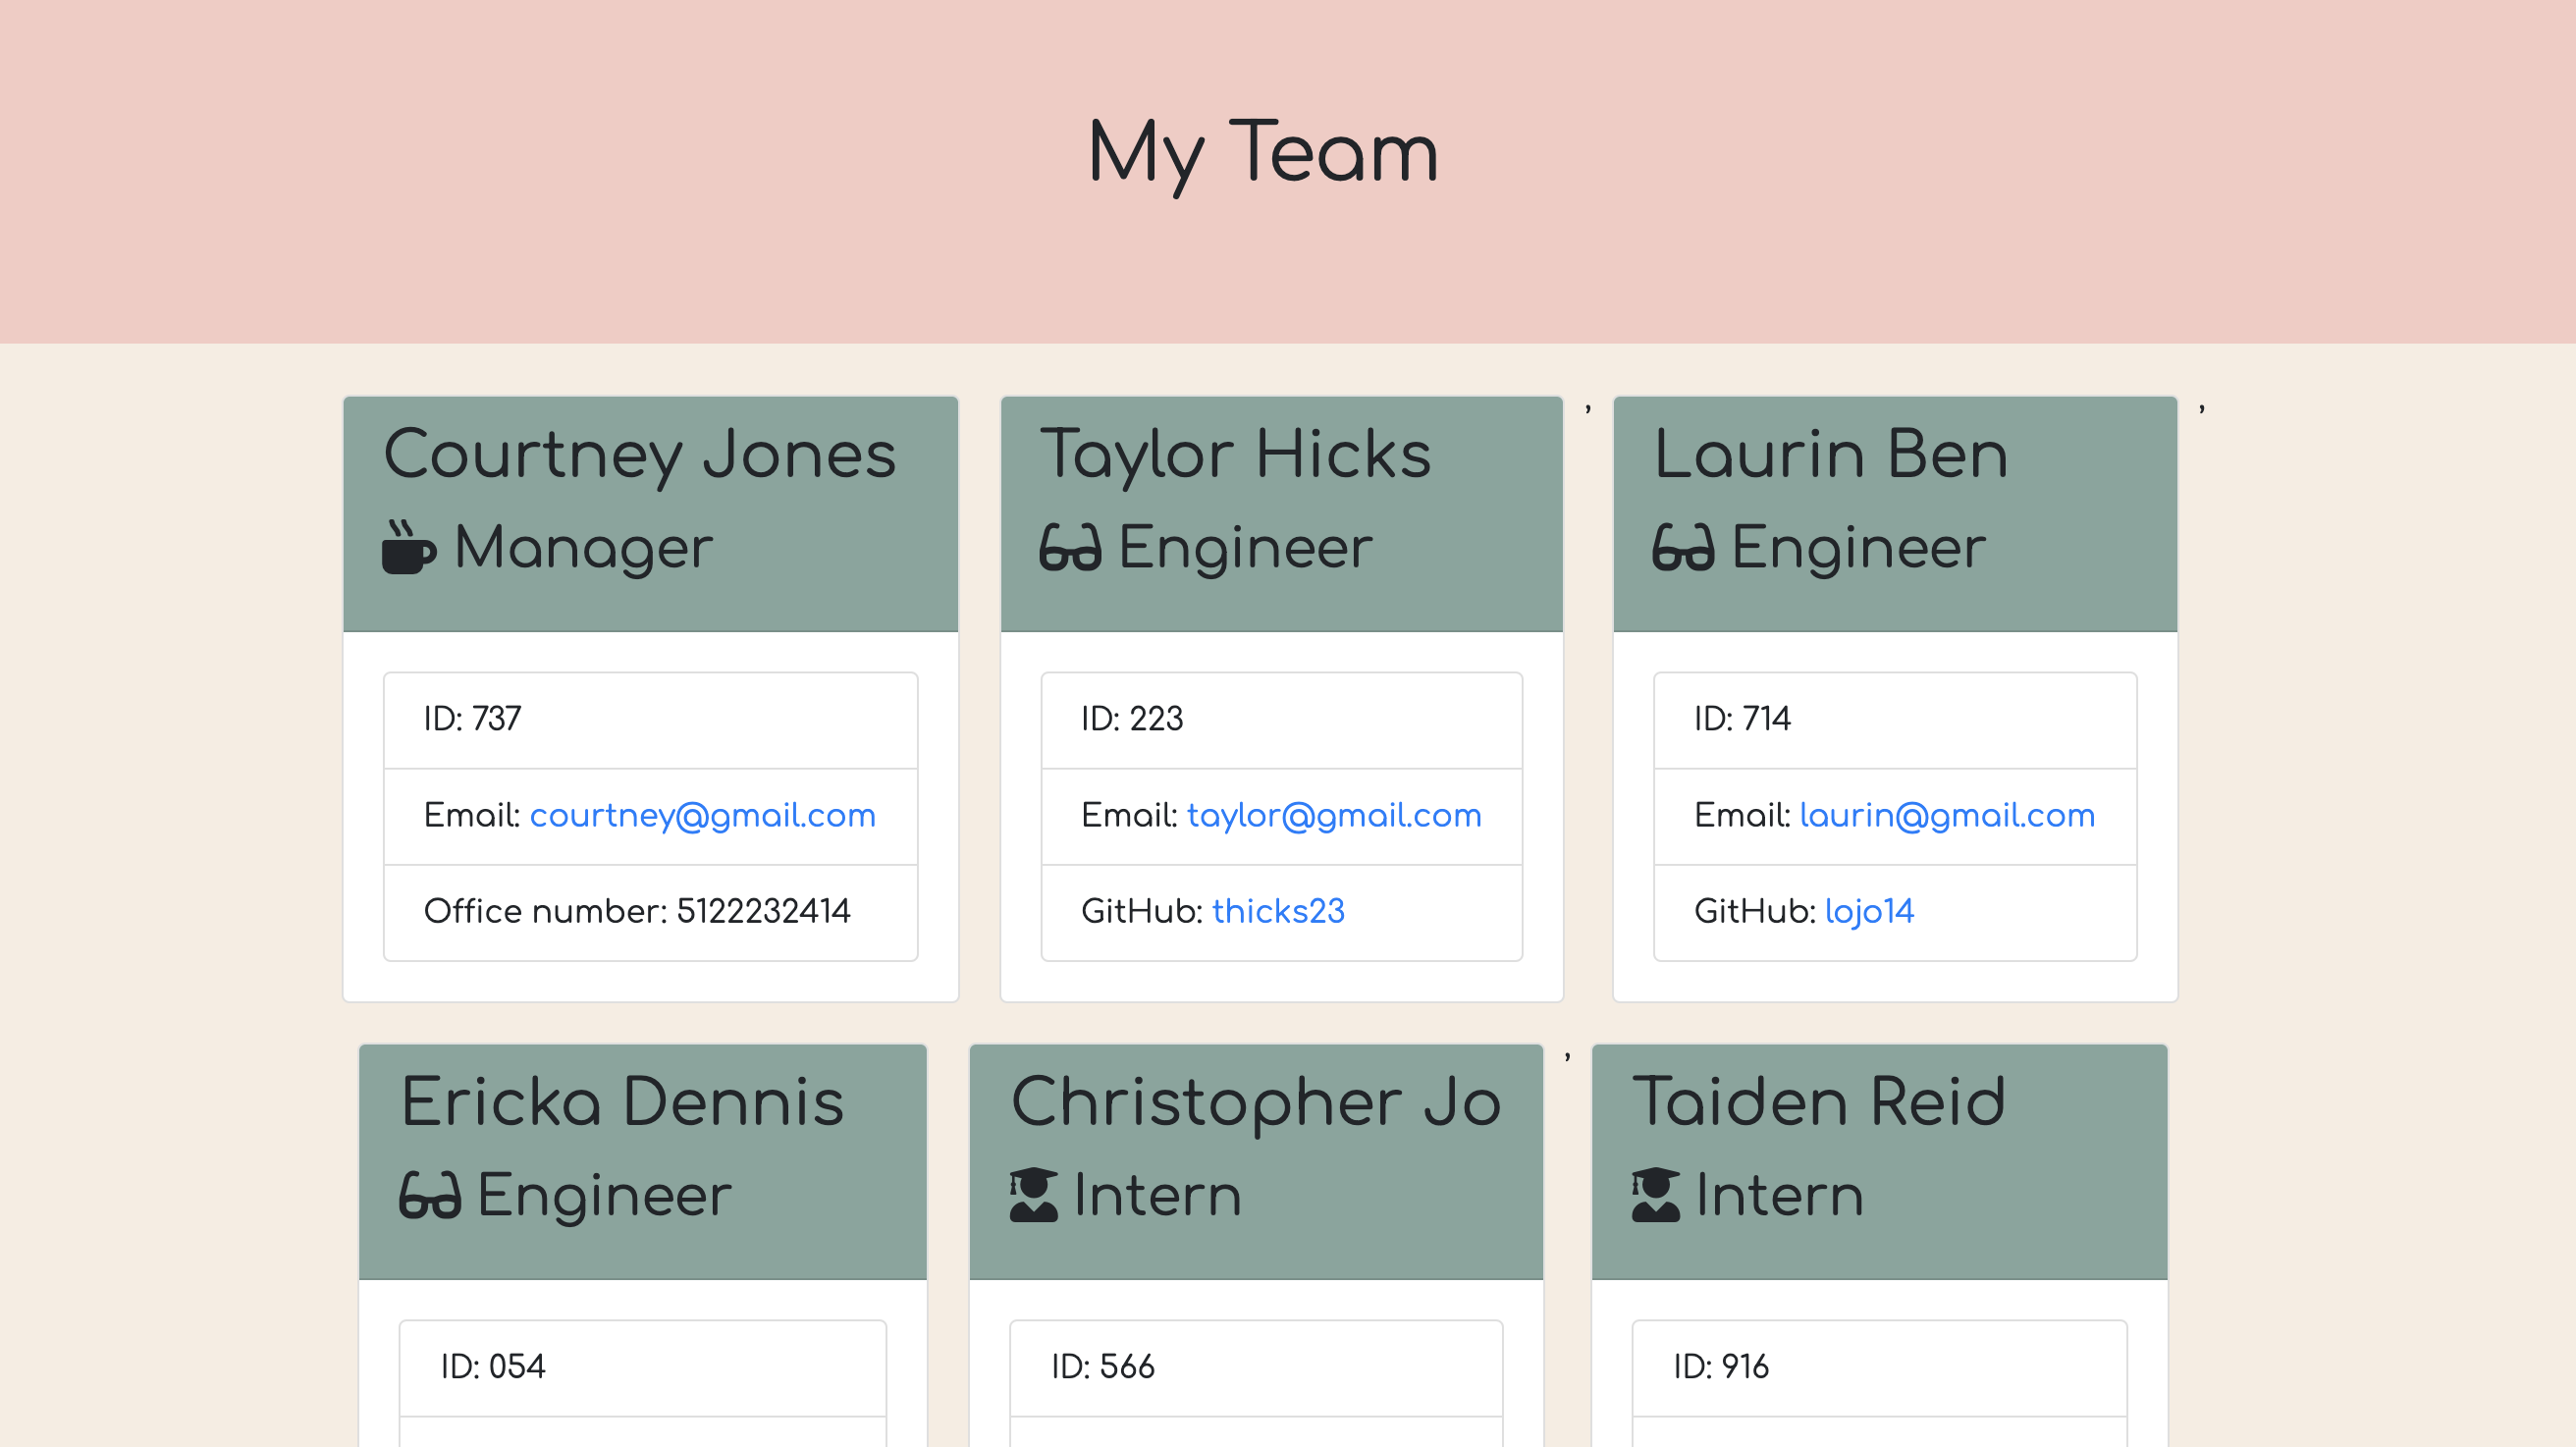 My Team
Courtney Jones
Manager
ID: 737
Email: courtney@gmail.com
Office number: 5122232414
Taylor Hicks
Engineer
ID: 223
Email: taylor@gmail.com
GitHub: thicks23
,
Laurin Ben
Engineer
ID: 714
Email: laurin@gmail.com
GitHub: lojo14
,
Ericka Dennis
Engineer
ID: 054
Christopher Jo
Intern
ID: 566
,
Taiden Reid
Intern
ID: 916